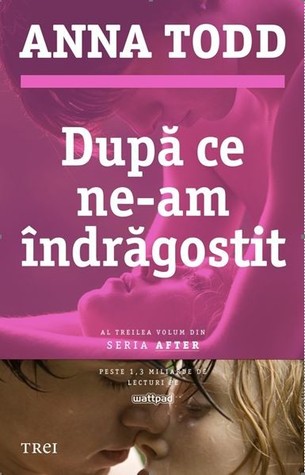 ANNA TODD
După ce
ne-am
îndrăgostit
AL TREILEA VOLUM DIN
SERIA AFTER
PESTE 1,3 MILIARDE DE
LECTURI PE
wattpad
TREI